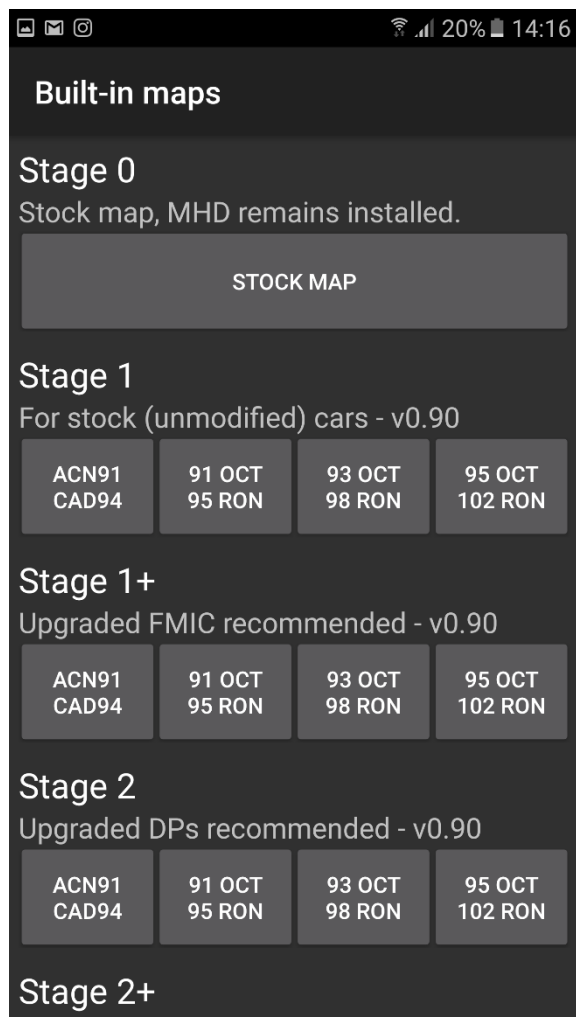 20% 14:16
Built-in maps
Stage 0
Stock map, MHD remains installed.
STOCK MAP
Stage 1
For stock (unmodified) cars - v0.90
ACN91 91 OCT 93 OCT 95 OCT
CAD94 95 RON 98 RON 102 RON
Stage 1+
Upgraded FMIC recommended - v0.90
ACN91 91 OCT 93 OCT 95 OCT
CAD94 95 RON 98 RON 102 RON
Stage 2
Upgraded DPs recommended - v0.90
ACN91 91 OCT 93 OCT 95 OCT
CAD94 95 RON 98 RON 102 RON
Stage 2+